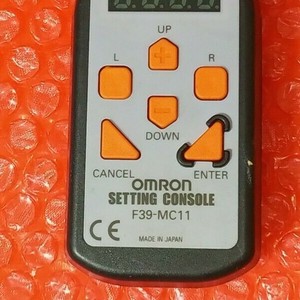 UP
L R
DOWN
CANCEL ENTER
OMRON
SETTING CONSOLE
F39-MC11
CE MADE IN JAPAN